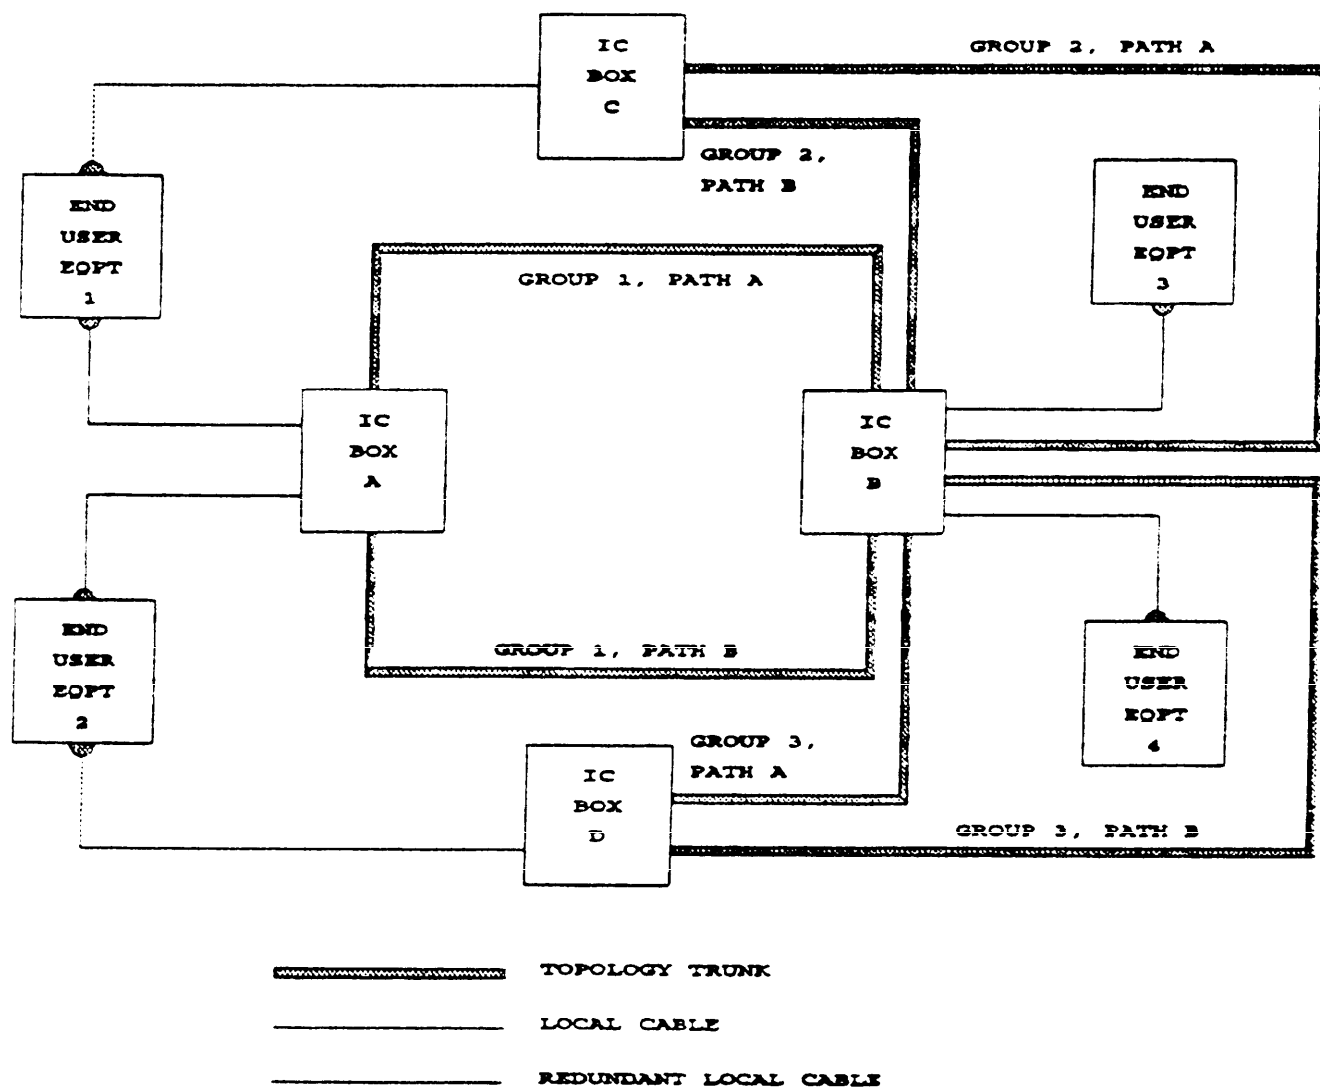 IC
BOX
C
GROUP 2, PATH A
GROUP 2,
PATH B
END
USER
EQPT
1
END
USER
EQPT
3
GROUP 1, PATH A
IC
BOX
A
IC
BOX
B
END
USER
EQPT
2
GROUP 1, PATH B
END
USER
EQPT
4
IC
BOX
D
GROUP 3,
PATH A
GROUP 3, PATH B
TOPOLOGY TRUNK
LOCAL CABLE
REDUNDANT LOCAL CABLE